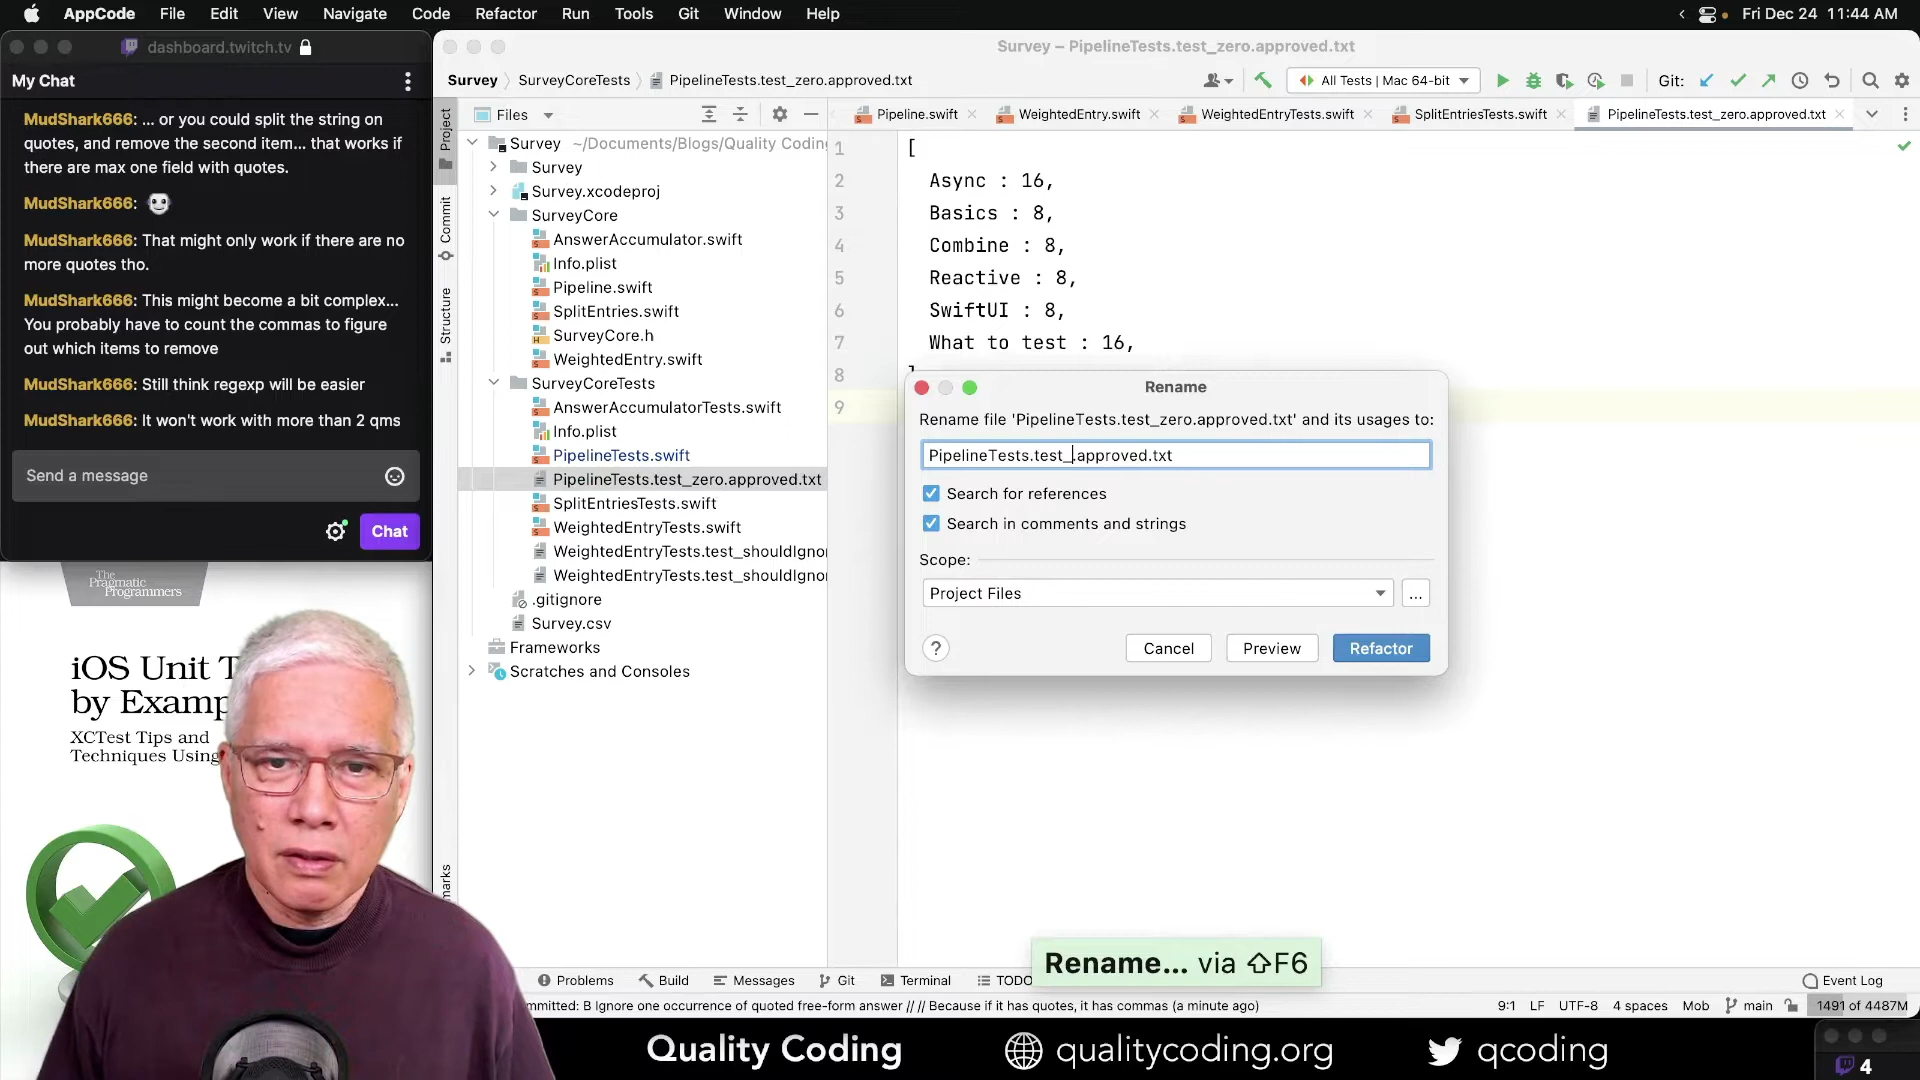 AppCode File Edit View Navigate Code Refactor Run Tools Git Window Help
Fri Dec 24 11:44 AM
dashboard.twitch.tv
My Chat
MudShark666: ... or you could split the string on
quotes, and remove the second item... that works if
there are max one field with quotes.
MudShark666:
MudShark666: That might only work if there are no
more quotes tho.
MudShark666: This might become a bit complex...
You probably have to count the commas to figure
out which items to remove
MudShark666: Still think regexp will be easier
MudShark666: It won't work with more than 2 qms
Send a message
Chat
The
Pragmatic
Programmers
iOS Unit T
by Examp
XCTest Tips and
Techniques Using
Survey – PipelineTests.test_zero.approved.txt
Survey SurveyCoreTests PipelineTests.test_zero.approved.txt
All Tests | Mac 64-bit
Git:
Project
Commit
Structure
marks
Files
Survey ~/Documents/Blogs/Quality Coding
Survey
Survey.xcodeproj
SurveyCore
AnswerAccumulator.swift
Info.plist
Pipeline.swift
SplitEntries.swift
SurveyCore.h
WeightedEntry.swift
SurveyCoreTests
AnswerAccumulatorTests.swift
Info.plist
PipelineTests.swift
PipelineTests.test_zero.approved.txt
SplitEntriesTests.swift
WeightedEntryTests.swift
WeightedEntryTests.test_shouldIgnor
WeightedEntryTests.test_shouldIgnor
.gitignore
Survey.csv
Frameworks
Scratches and Consoles
Pipeline.swift WeightedEntry.swift WeightedEntryTests.swift SplitEntriesTests.swift PipelineTests.test_zero.approved.txt
1 [
2 Async : 16,
3 Basics : 8,
4 Combine : 8,
5 Reactive : 8,
6 SwiftUI : 8,
7 What to test : 16,
8 ]
9
Rename
Rename file 'PipelineTests.test_zero.approved.txt' and its usages to:
PipelineTests.test_.approved.txt
Search for references
Search in comments and strings
Scope:
Project Files
...
?
Cancel Preview Refactor
Rename... via ⇧F6
Problems Build Messages Git Terminal TODO
Event Log
mmitted: B Ignore one occurrence of quoted free-form answer // // Because if it has quotes, it has commas (a minute ago)
9:1 LF UTF-8 4 spaces Mob main 1491 of 4487M
Quality Coding qualitycoding.org qcoding
4